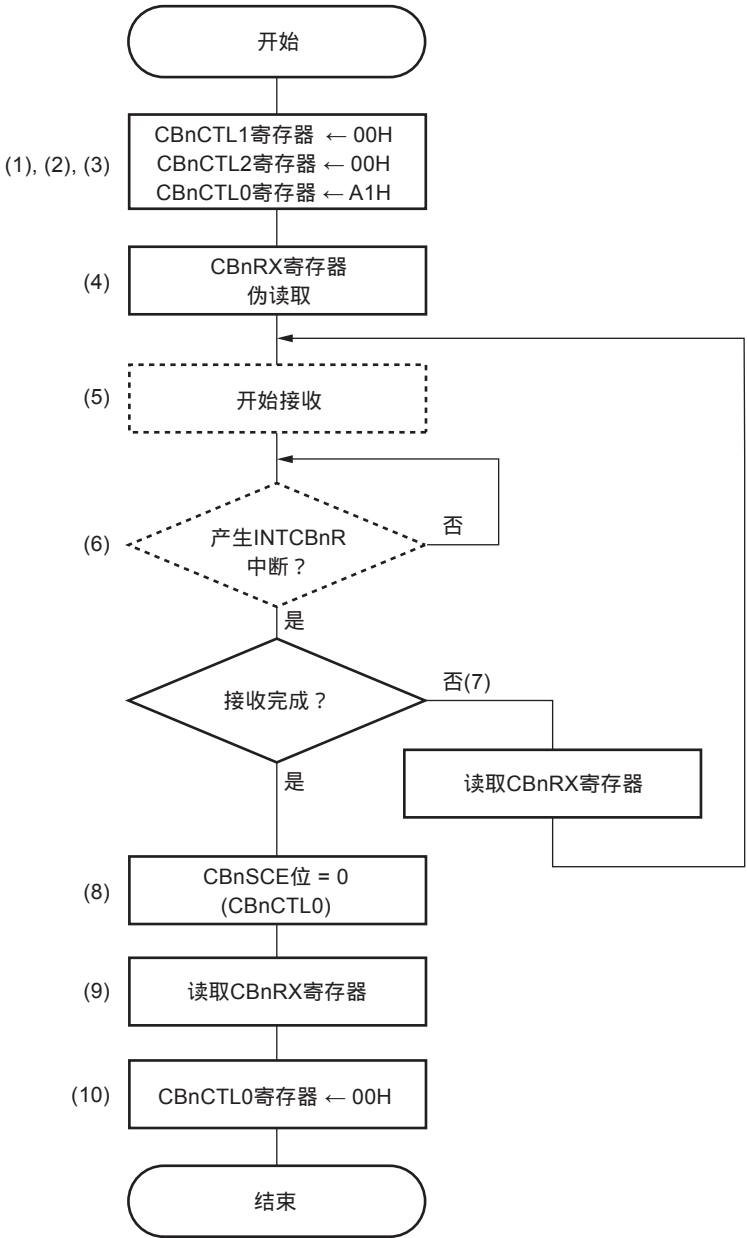 开始
(1), (2), (3)
CBnCTL1寄存器 ← 00H
CBnCTL2寄存器 ← 00H
CBnCTL0寄存器 ← A1H
(4)
CBnRX寄存器
伪读取
(5)
开始接收
(6)
产生INTCBnR
中断？
否
是
接收完成？
否(7)
读取CBnRX寄存器
是
(8)
CBnSCE位 = 0
(CBnCTL0)
(9)
读取CBnRX寄存器
(10)
CBnCTL0寄存器 ← 00H
结束